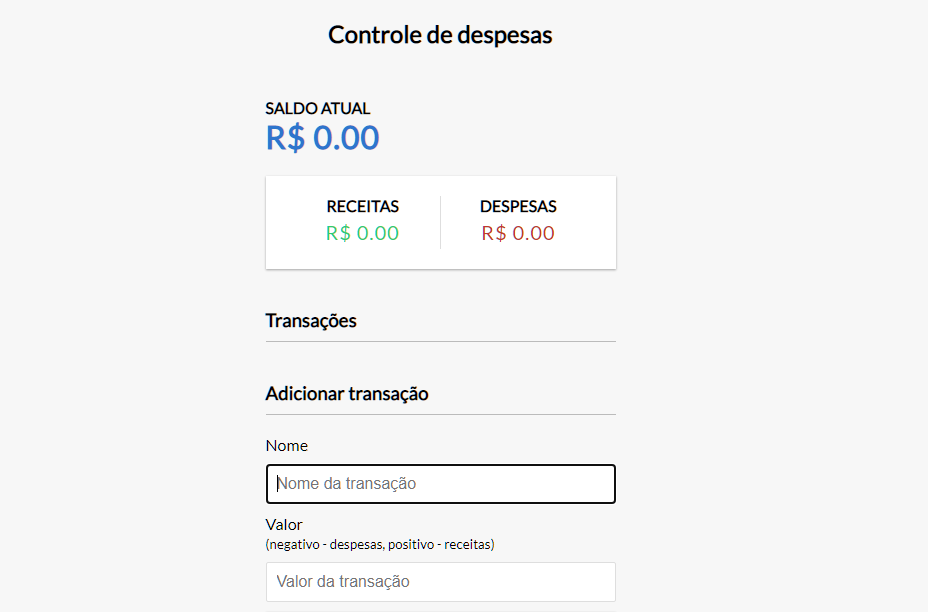 Controle de despesas
SALDO ATUAL
R$ 0.00
RECEITAS
R$ 0.00
DESPESAS
R$ 0.00
Transações
Adicionar transação
Nome
Nome da transação
Valor
(negativo - despesas, positivo - receitas)
Valor da transação